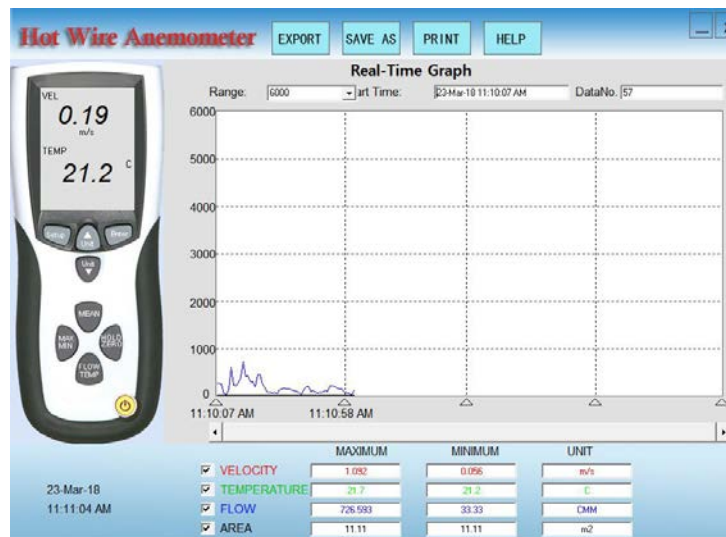 Hot Wire Anemometer EXPORT SAVE AS PRINT HELP
Real-Time Graph
Range: 6000 art Time: 23-Mar-18 11:10:07 AM DataNo. 57
VEL
0.19
m/s
TEMP
21.2 C
Setup Unit Enter
Unit
MEAN
MAX MIN HOLD ZERO
FLOW TEMP
6000
5000
4000
3000
2000
1000
0
11:10:07 AM 11:10:58 AM
MAXIMUM MINIMUM UNIT
VELOCITY 1.092 0.056 m/s
TEMPERATURE 21.7 21.2 C
FLOW 726.593 33.33 CMM
AREA 11.11 11.11 m2
23-Mar-18
11:11:04 AM